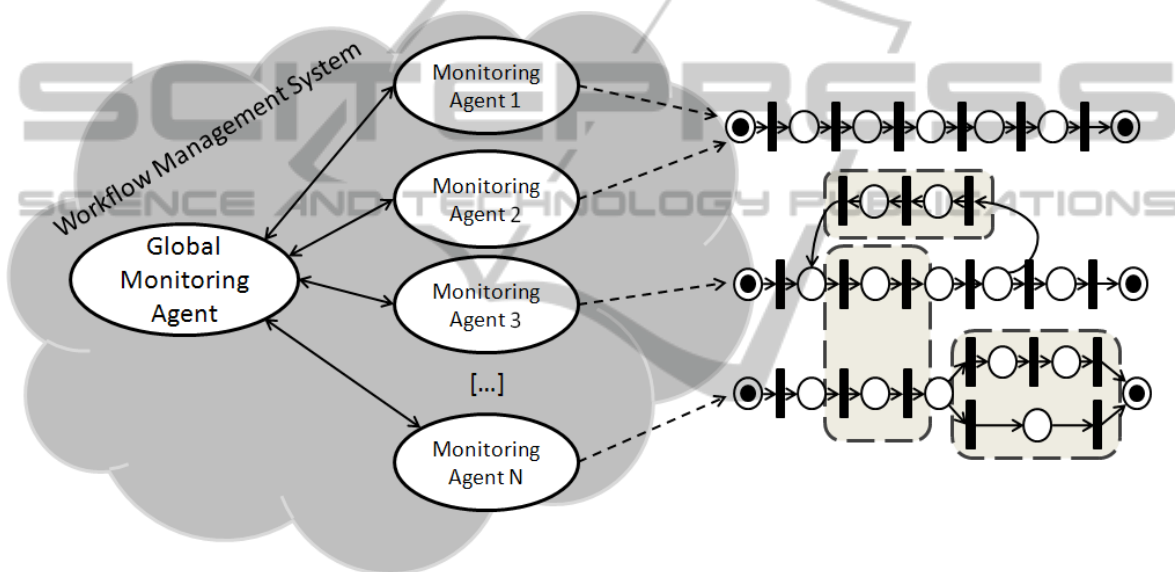 SCITEPRESS
SCIENCE AND TECHNOLOGY PUBLICATIONS
Workflow Management System
Global
Monitoring
Agent
Monitoring
Agent 1
Monitoring
Agent 2
Monitoring
Agent 3
[...]
Monitoring
Agent N